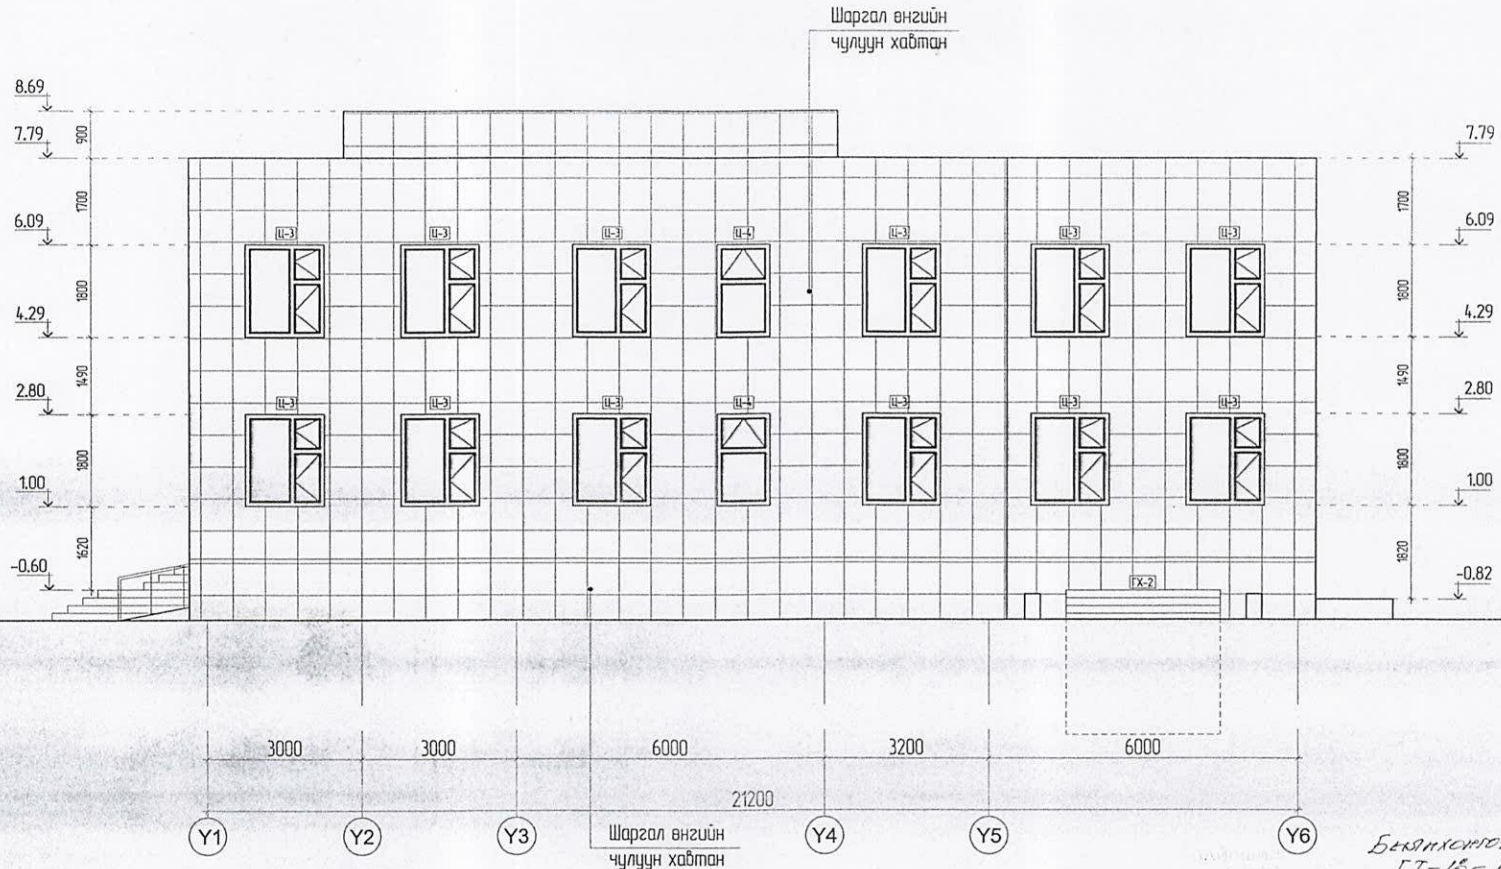 Шаргал өнгийн
чулуун хавтан
8.69
7.79
900
7.79
1700
1700
6.09
Ц-3
Ц-3
Ц-3
Ц-4
Ц-3
Ц-3
Ц-3
6.09
1800
1800
4.29
4.29
1490
1490
2.80
Ц-3
Ц-3
Ц-3
Ц-4
Ц-3
Ц-3
Ц-3
2.80
1800
1800
1.00
1.00
1620
1820
-0.60
ГХ-2
-0.82
3000
3000
6000
3200
6000
21200
Y1
Y2
Y3
Y4
Y5
Y6
Шаргал өнгийн
чулуун хавтан